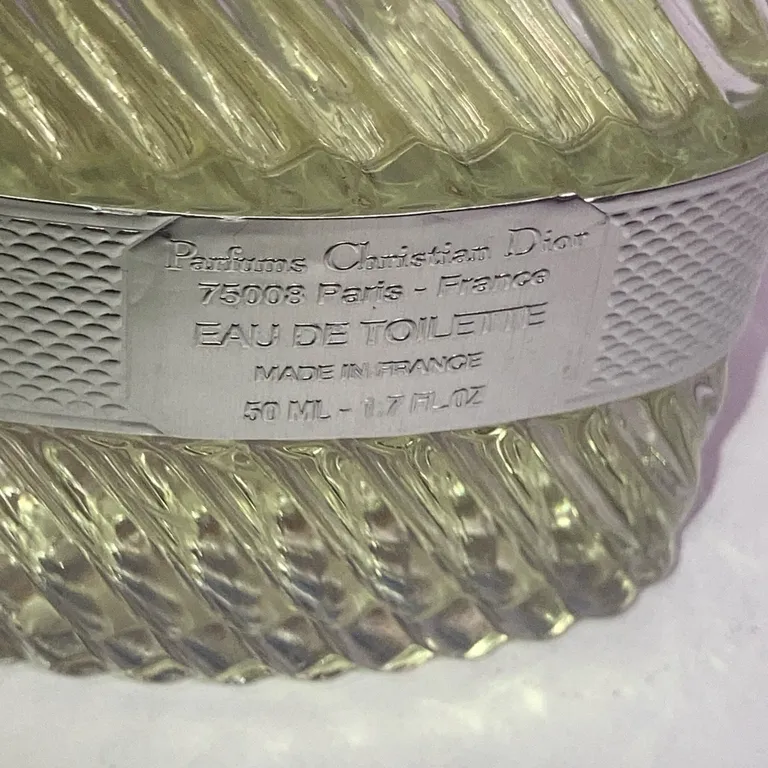 Parfums Christian Dior
75008 Paris - France
EAU DE TOILETTE
MADE IN FRANCE
50 ML - 1.7 FL.OZ